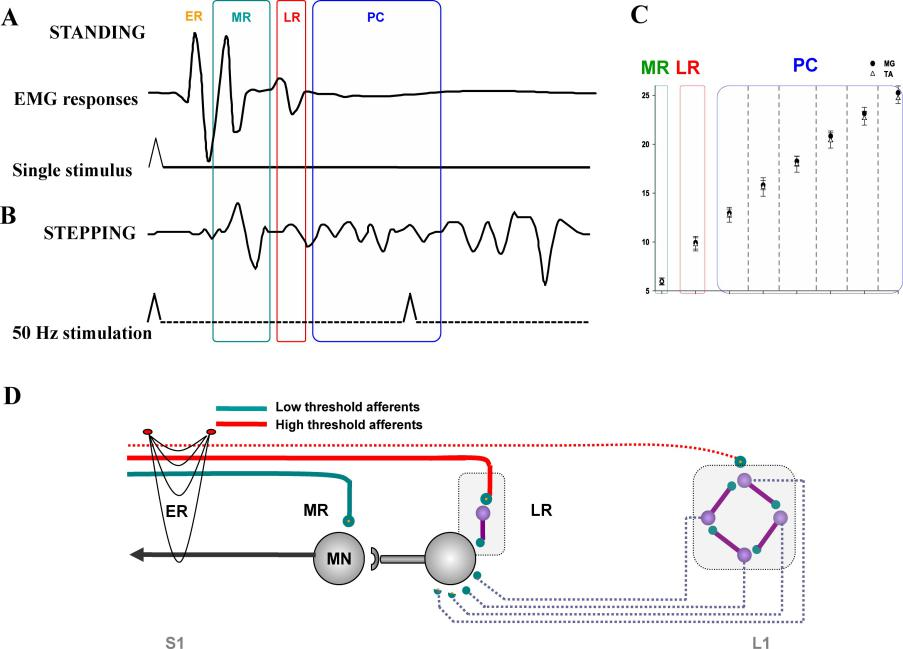 A
ER
MR
LR
PC
STANDING
EMG responses
Single stimulus
B
STEPPING
50 Hz stimulation
C
MR
LR
PC
MG
TA
25
20
15
10
5
D
Low threshold afferents
High threshold afferents
ER
MR
LR
MN
S1
L1